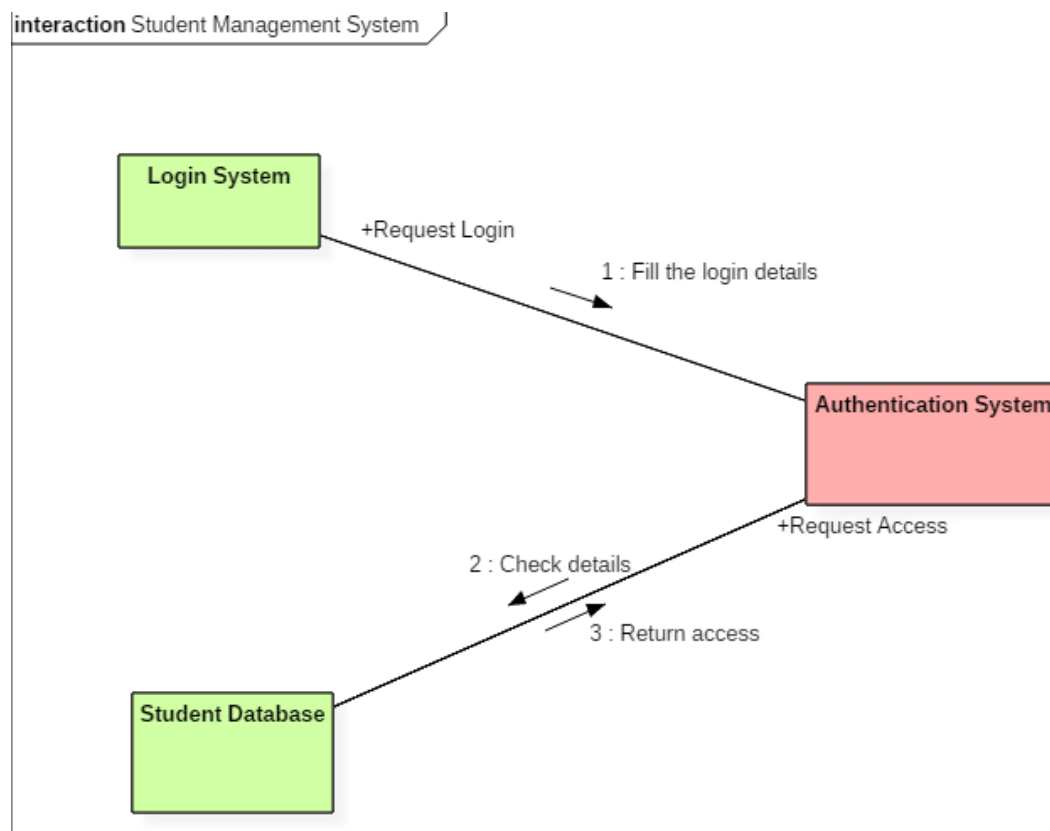 interaction Student Management System
Login System
+Request Login
1 : Fill the login details
Authentication System
+Request Access
2 : Check details
3 : Return access
Student Database